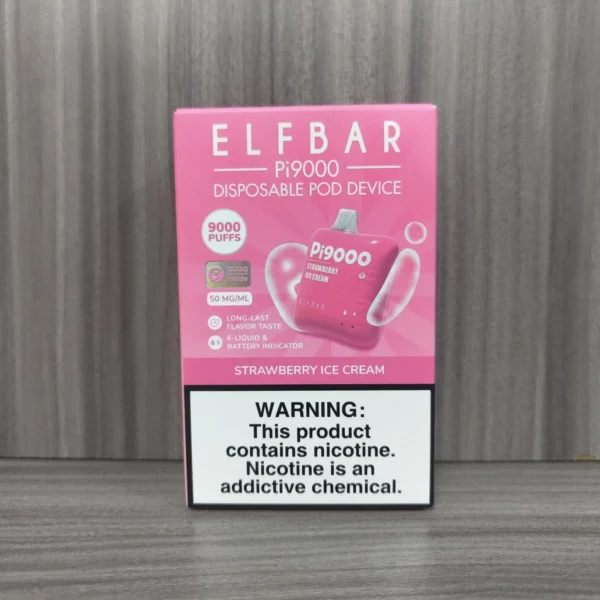 ELFBAR
Pi9000
DISPOSABLE POD DEVICE
9000
PUFFS
50 MG/ML
LONG-LAST
FLAVOR TASTE
E-LIQUID &
BATTERY INDICATOR
Pi9000
STRAWBERRY
ICE CREAM
ELFBAR
STRAWBERRY ICE CREAM
WARNING:
This product
contains nicotine.
Nicotine is an
addictive chemical.